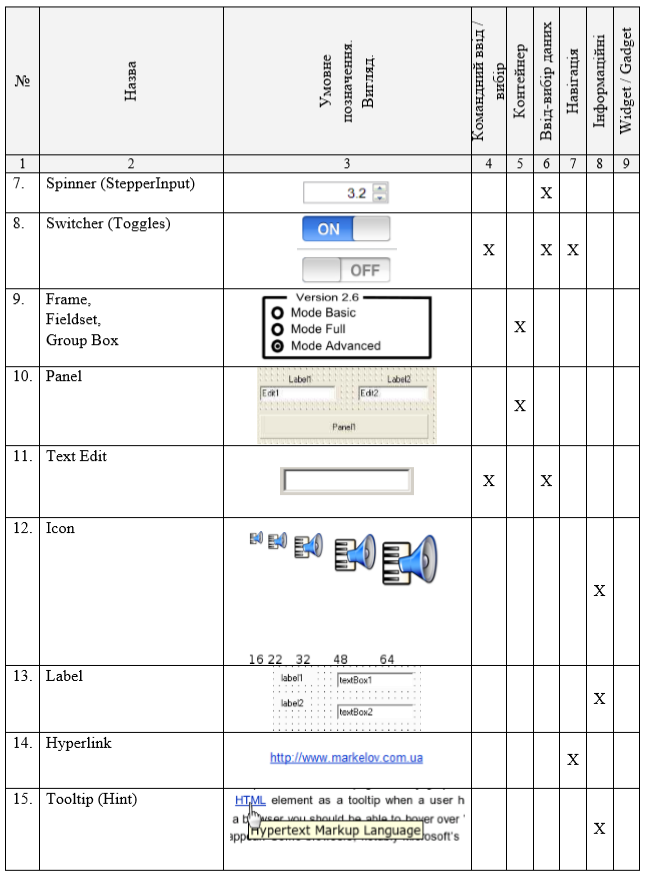 №
Назва
Умовне
позначення.
Вигляд.
Командний ввід /
вибір
Контейнер
Ввід-вибір даних
Навігація
Інформаційні
Widget / Gadget
1 2 3 4 5 6 7 8 9
7. Spinner (StepperInput)
3.2
X
8. Switcher (Toggles)
ON
OFF
X X X
9. Frame,
Fieldset,
Group Box
Version 2.6
Mode Basic
Mode Full
Mode Advanced
X
10. Panel
Label1 Label2
Edit1 Edit2
Panel1
X
11. Text Edit
X X
12. Icon
X
16 22 32 48 64
13. Label
label1 textBox1
label2 textBox2
X
14. Hyperlink
http://www.markelov.com.ua
X
15. Tooltip (Hint)
HTML element as a tooltip when a user h
a browser you should be able to hover over
Hypertext Markup Language
X